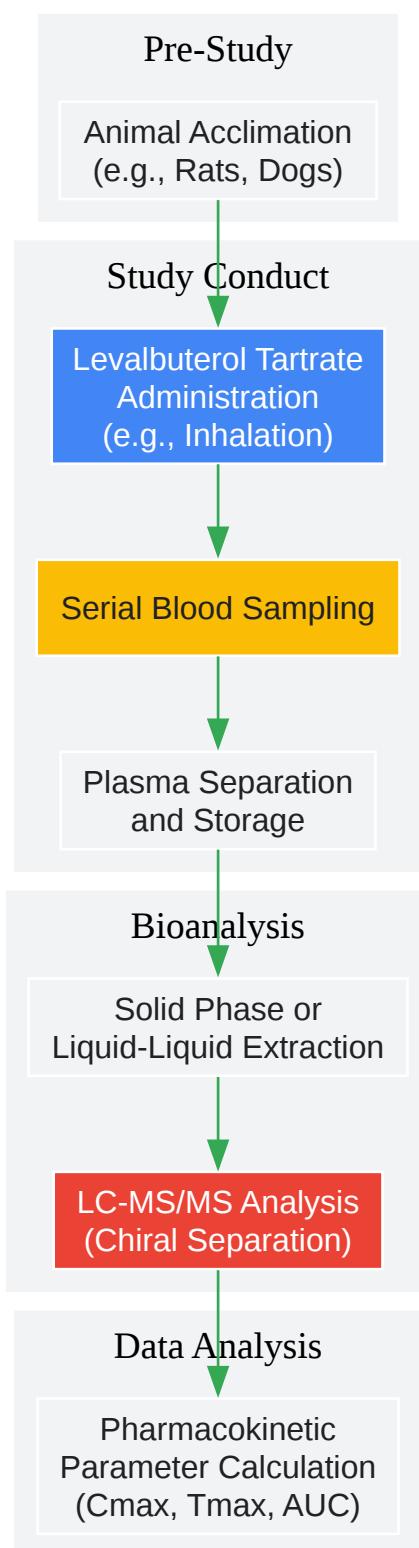 Pre-Study
Animal Acclimation
(e.g., Rats, Dogs)
Study Conduct
Levalbuterol Tartrate
Administration
(e.g., Inhalation)
Serial Blood Sampling
Plasma Separation
and Storage
Bioanalysis
Solid Phase or
Liquid-Liquid Extraction
LC-MS/MS Analysis
(Chiral Separation)
Data Analysis
Pharmacokinetic
Parameter Calculation
(Cmax, Tmax, AUC)